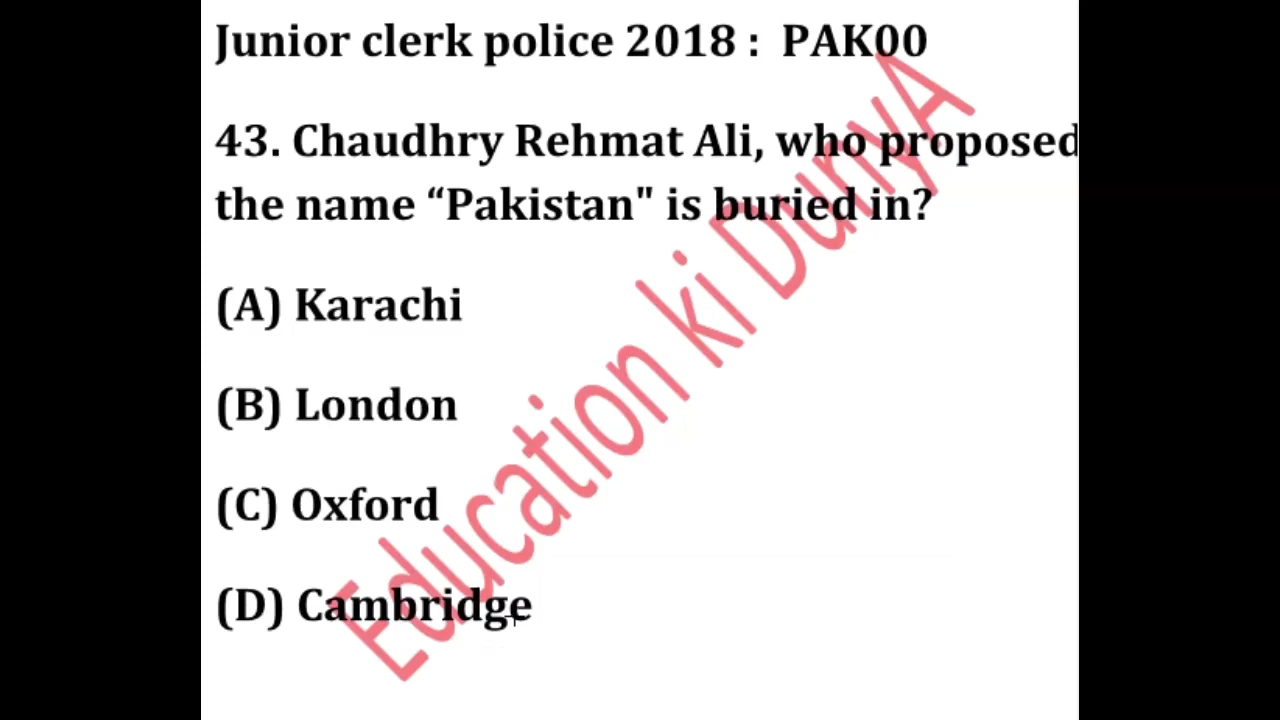 Junior clerk police 2018 : PAK00
43. Chaudhry Rehmat Ali, who proposed
the name “Pakistan" is buried in?
(A) Karachi
(B) London
(C) Oxford
(D) Cambridge
Education ki DunyA